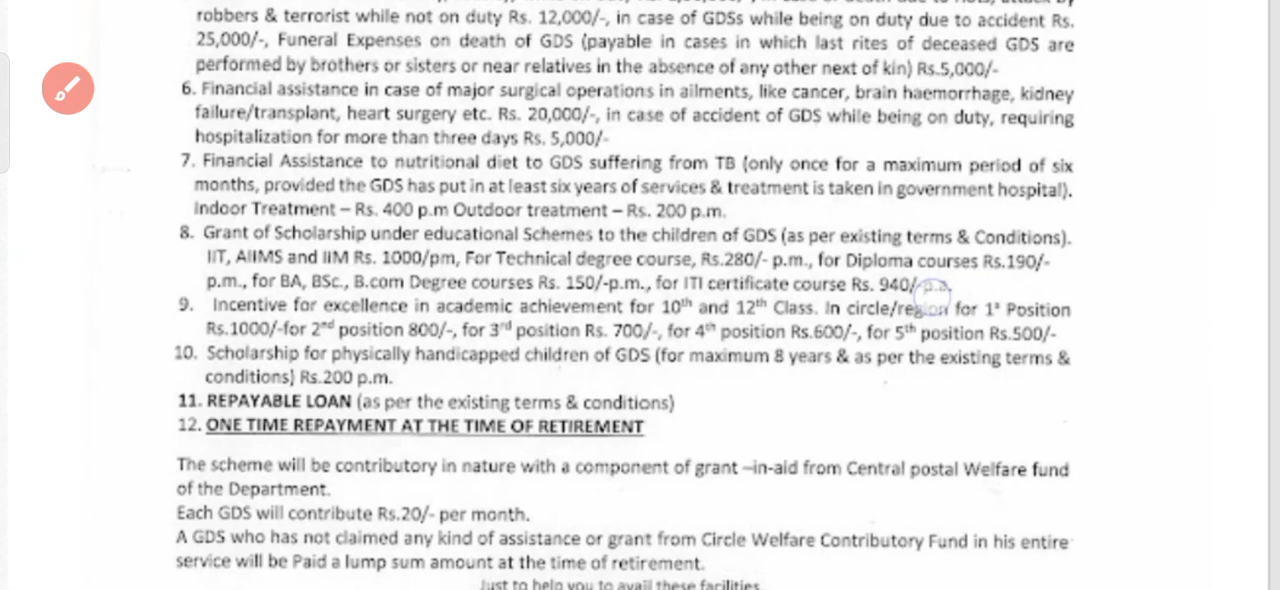 robbers & terrorist while not on duty Rs. 12,000/-, in case of GDSs while being on duty due to accident Rs.
25,000/-, Funeral Expenses on death of GDS (payable in cases in which last rites of deceased GDS are
performed by brothers or sisters or near relatives in the absence of any other next of kin) Rs.5,000/-
6. Financial assistance in case of major surgical operations in ailments, like cancer, brain haemorrhage, kidney
failure/transplant, heart surgery etc. Rs. 20,000/-, in case of accident of GDS while being on duty, requiring
hospitalization for more than three days Rs. 5,000/-
7. Financial Assistance to nutritional diet to GDS suffering from TB (only once for a maximum period of six
months, provided the GDS has put in at least six years of services & treatment is taken in government hospital).
Indoor Treatment – Rs. 400 p.m Outdoor treatment – Rs. 200 p.m.
8. Grant of Scholarship under educational Schemes to the children of GDS (as per existing terms & Conditions).
IIT, AIIMS and IIM Rs. 1000/pm, For Technical degree course, Rs.280/- p.m., for Diploma courses Rs.190/-
p.m., for BA, BSc., B.com Degree courses Rs. 150/-p.m., for ITI certificate course Rs. 940/-p.a.
9. Incentive for excellence in academic achievement for 10th and 12th Class. In circle/region for 1s Position
Rs.1000/-for 2nd position 800/-, for 3rd position Rs. 700/-, for 4th position Rs.600/-, for 5th position Rs.500/-
10. Scholarship for physically handicapped children of GDS (for maximum 8 years & as per the existing terms &
conditions) Rs.200 p.m.
11. REPAYABLE LOAN (as per the existing terms & conditions)
12. ONE TIME REPAYMENT AT THE TIME OF RETIREMENT
The scheme will be contributory in nature with a component of grant –in-aid from Central postal Welfare fund
of the Department.
Each GDS will contribute Rs.20/- per month.
A GDS who has not claimed any kind of assistance or grant from Circle Welfare Contributory Fund in his entire
service will be Paid a lump sum amount at the time of retirement.
Just to help you to avail these facilities